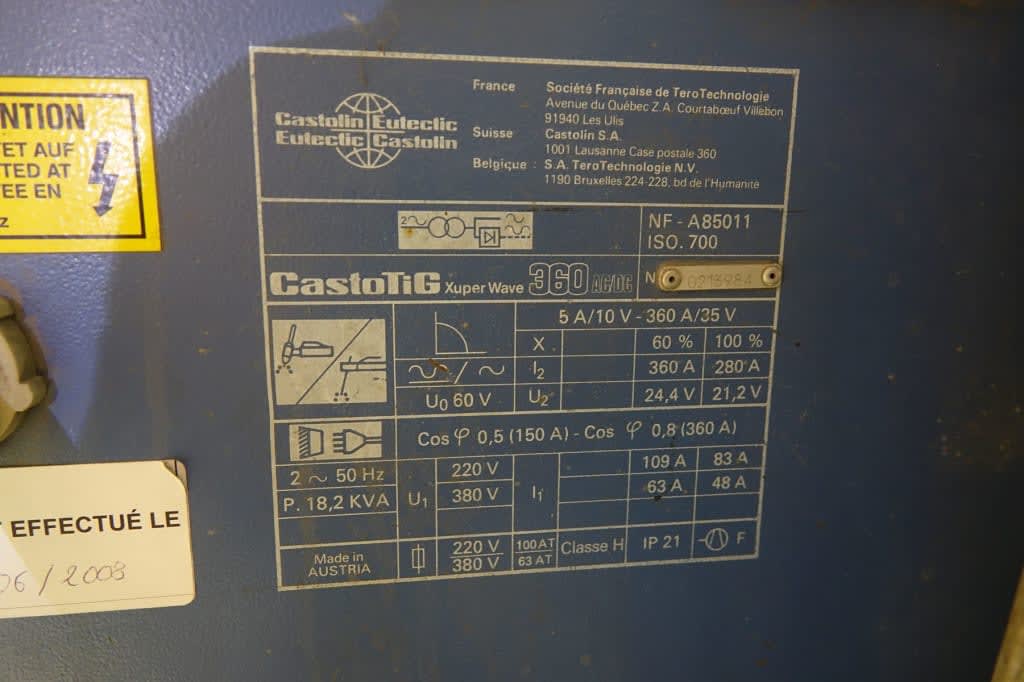 NTION
TET AUF
TED AT
TEE EN
Z
EFFECTUÉ LE
06/2003
Castolin Eutectic
Eutectic Castolin
France Société Française de TeroTechnologie
Avenue du Québec Z.A. Courtabœuf Villebon
91940 Les Ulis
Suisse Castolin S.A.
1001 Lausanne Case postale 360
Belgique : S.A. TeroTechnologie N.V.
1190 Bruxelles 224-228, bd de l'Humanité
2
NF - A85011
ISO. 700
CastoTiG Xuper Wave 360 AC/DC N 0213984
5 A/10 V - 360 A/35 V
X 60 % 100 %
I2 360 A 280 A
U0 60 V U2 24,4 V 21,2 V
Cos φ 0,5 (150 A) - Cos φ 0,8 (360 A)
2 ~ 50 Hz U1 220 V I1 109 A 83 A
P. 18,2 KVA 380 V 63 A 48 A
Made in
AUSTRIA
220 V 100 AT
380 V 63 AT
Classe H IP 21 F